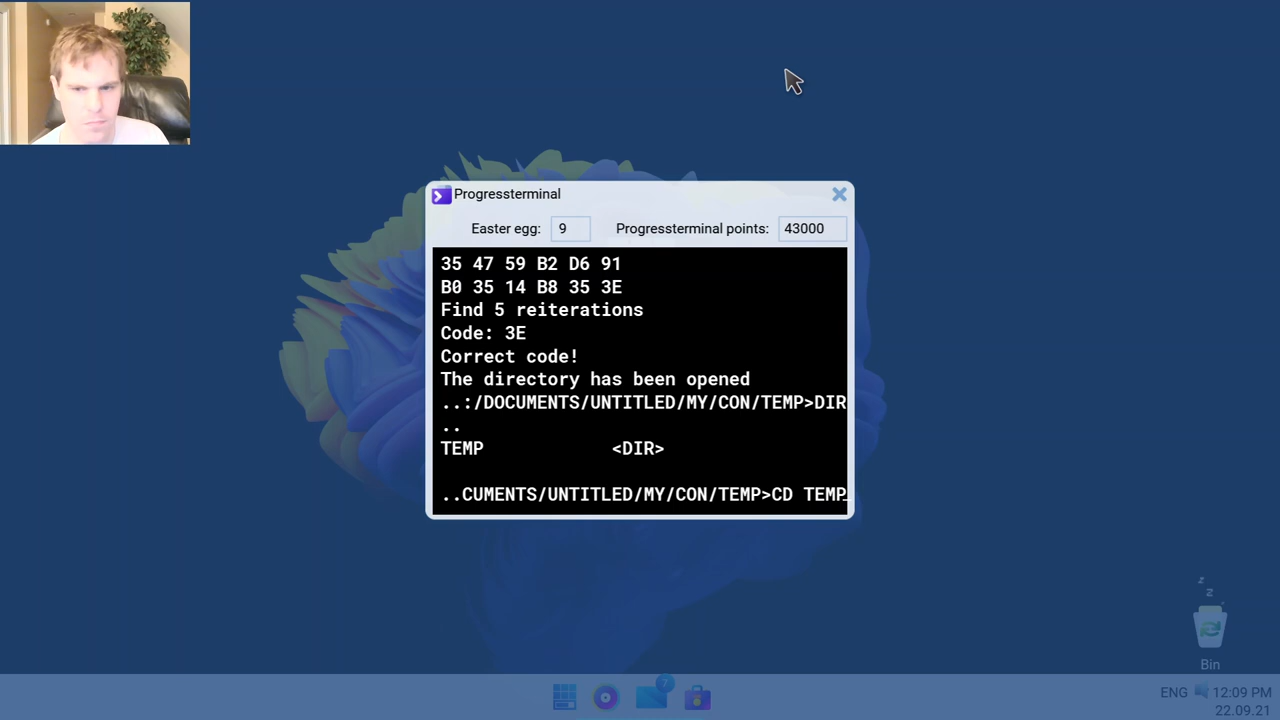 Progressterminal
Easter egg: 9 Progressterminal points: 43000
35 47 59 B2 D6 91
B0 35 14 B8 35 3E
Find 5 reiterations
Code: 3E
Correct code!
The directory has been opened
..:/DOCUMENTS/UNTITLED/MY/CON/TEMP>DIR
..
TEMP <DIR>
..CUMENTS/UNTITLED/MY/CON/TEMP>CD TEMP_
z
z
Bin
7
ENG 12:09 PM
22.09.21